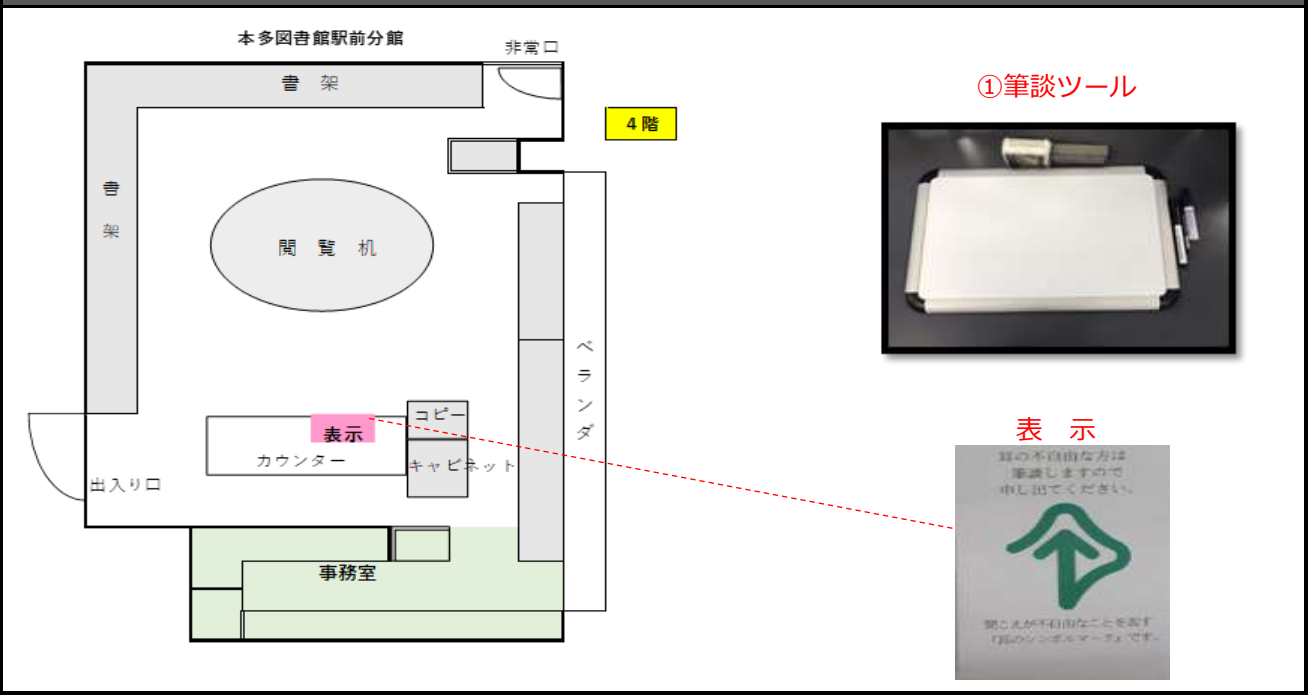 本多図書館駅前分館
非常口
書　架
4階
書
架
閲　覧　机
ベランダ
コピー
表示
カウンター
キャビネット
出入り口
事務室
①筆談ツール
表　示
耳の不自由な方は
筆談しますので
申し出てください。
聞こえが不自由なことを表す
「耳のシンボルマーク」です。